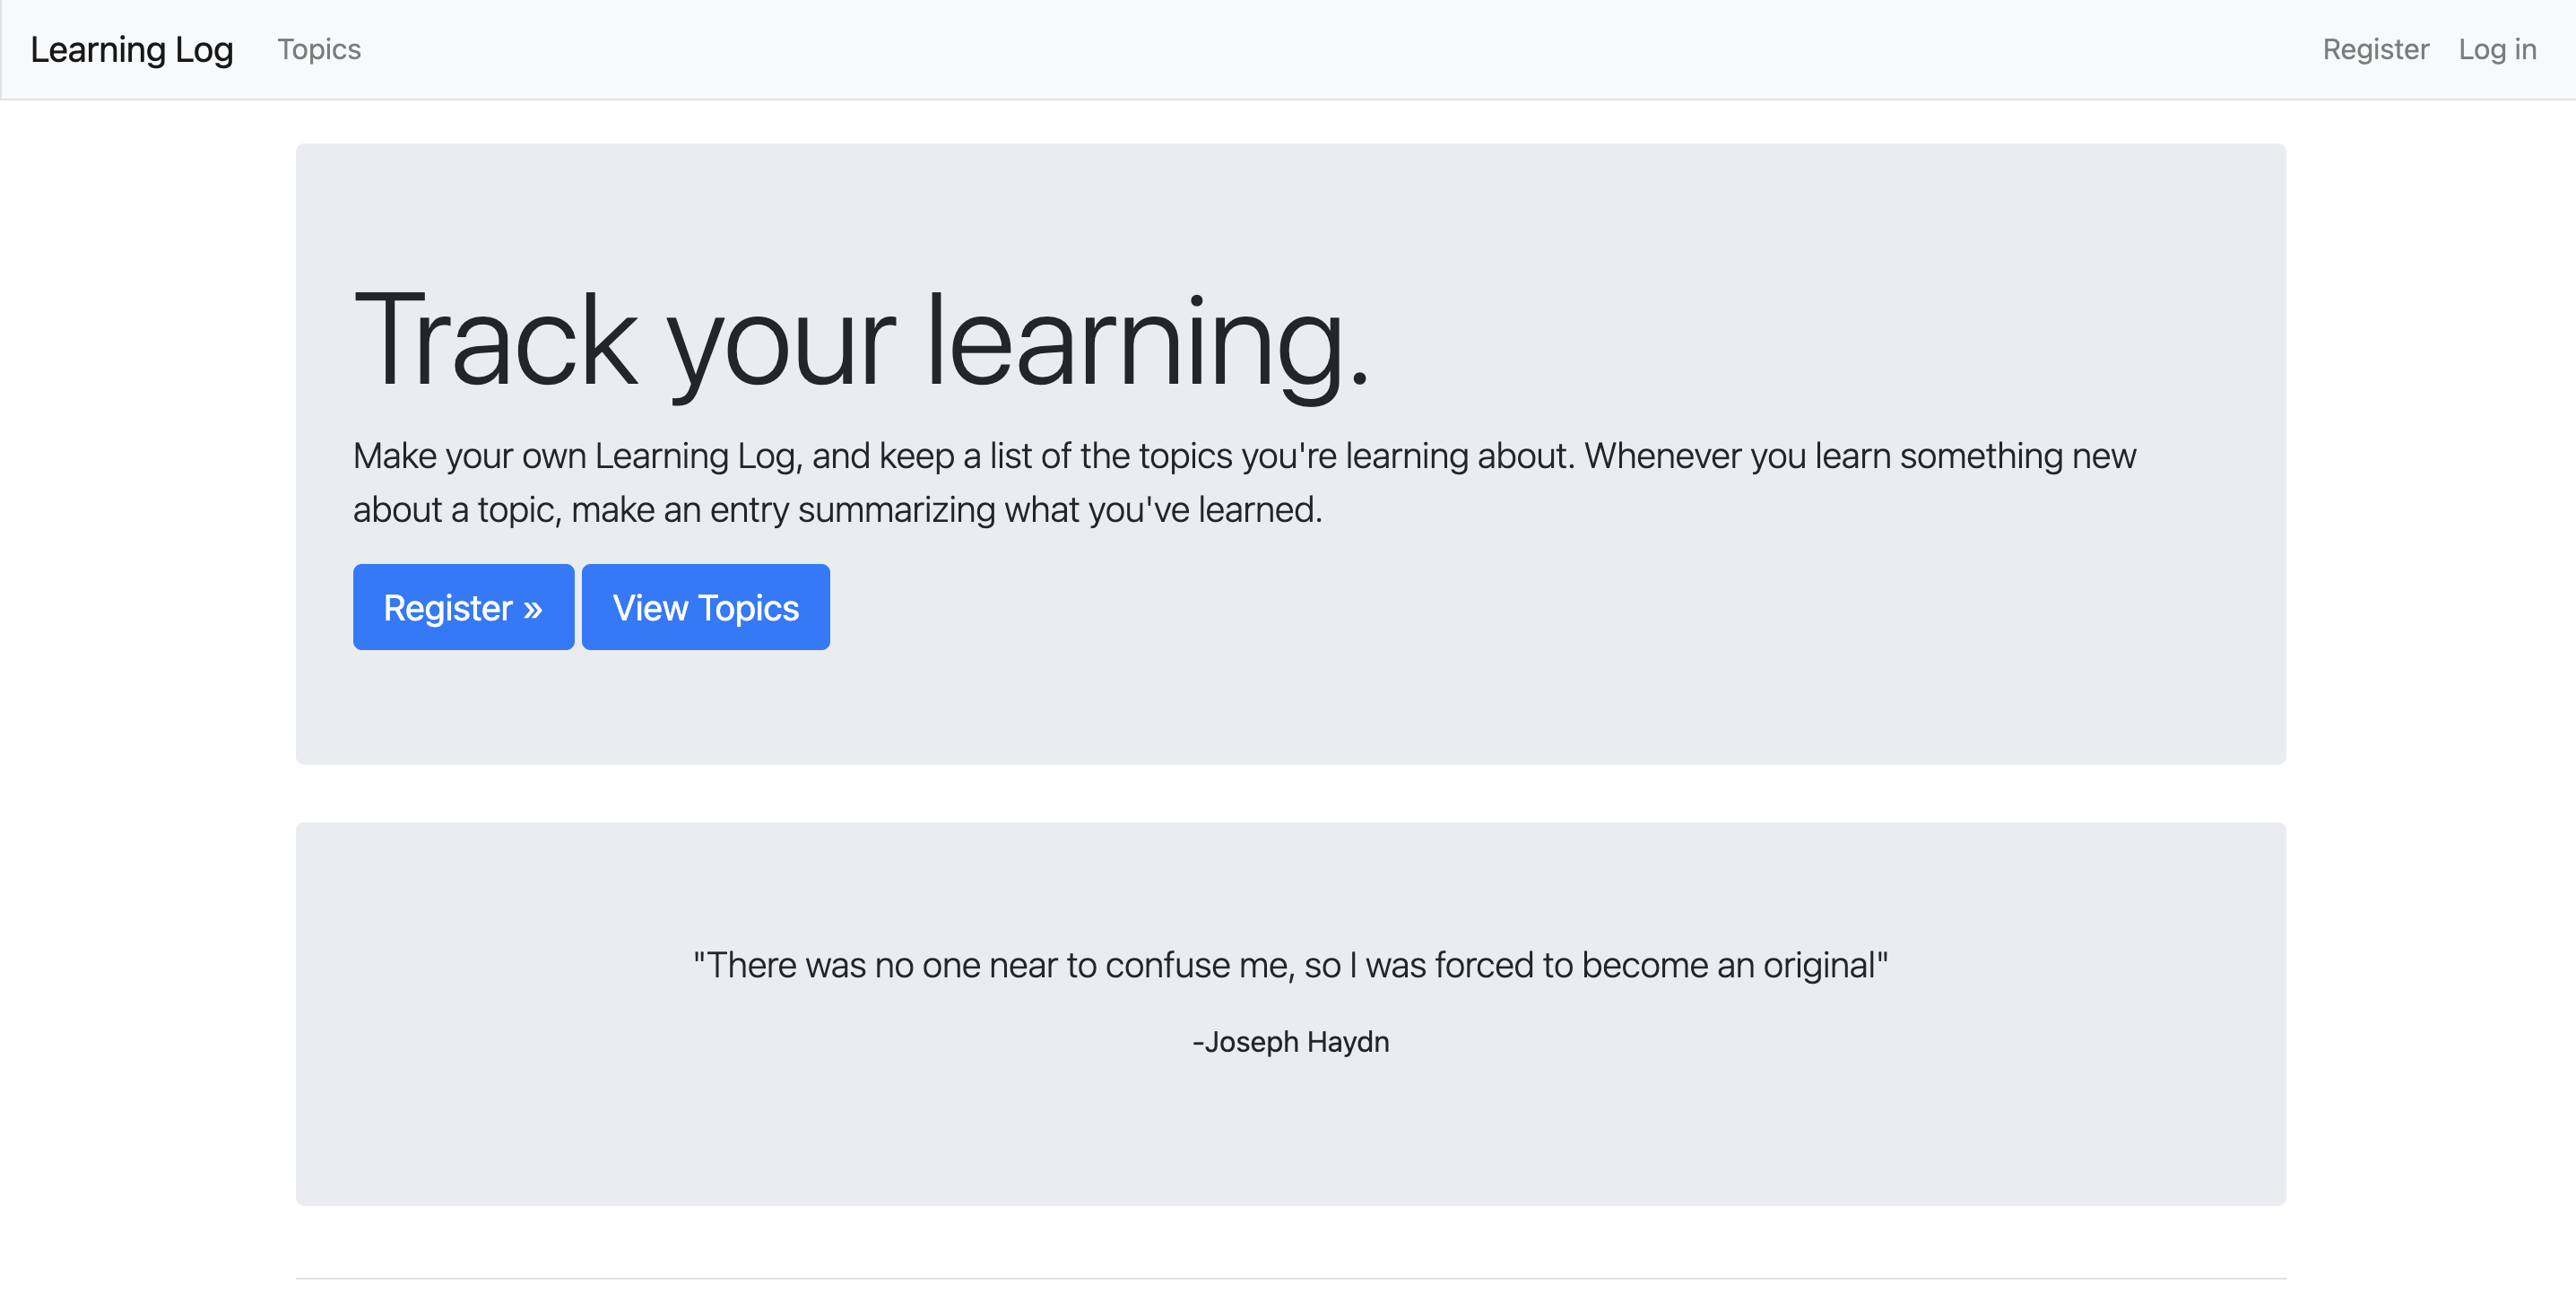 Learning Log Topics Register Log in
Track your learning.
Make your own Learning Log, and keep a list of the topics you're learning about. Whenever you learn something new
about a topic, make an entry summarizing what you've learned.
Register » View Topics
"There was no one near to confuse me, so I was forced to become an original"
-Joseph Haydn